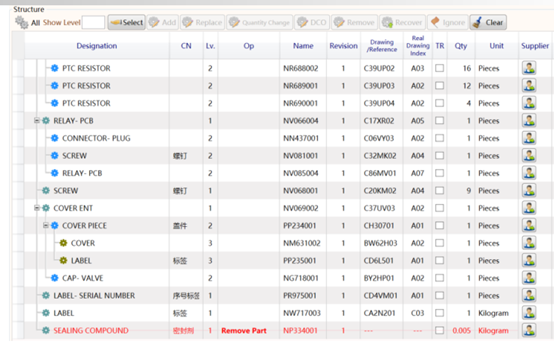 Structure
All Show Level Select Add Replace Quantity Change DCO Remove Recover Ignore Clear
Designation CN Lv. Op Name Revision Drawing /Reference Real Drawing Index TR Qty Unit Supplier
PTC RESISTOR 2 NR688002 1 C39UP02 A03 16 Pieces
PTC RESISTOR 2 NR689001 1 C39UP03 A02 12 Pieces
PTC RESISTOR 2 NR690001 1 C39UP04 A02 4 Pieces
RELAY- PCB 1 NV066004 1 C17XR02 A05 1 Pieces
CONNECTOR- PLUG 2 NN437001 1 C06VY03 A02 1 Pieces
SCREW 螺钉 2 NV081001 1 C32MK02 A04 1 Pieces
RELAY- PCB 2 NV085004 1 C86MV01 A07 1 Pieces
SCREW 螺钉 1 NV068001 1 C20KM02 A04 9 Pieces
COVER ENT 1 NV069002 1 C37UV03 A02 1 Pieces
COVER PIECE 盖件 2 PP234001 1 CH30701 A01 1 Pieces
COVER 3 NM631002 1 BW62H03 A02 1 Pieces
LABEL 标签 3 PP235001 1 CD6L501 A01 1 Pieces
CAP- VALVE 2 NG718001 1 BY2HP01 A02 1 Pieces
LABEL- SERIAL NUMBER 序号标签 1 PR975001 1 CD4VM01 A01 1 Pieces
LABEL 标签 1 NW717003 1 CA2N201 C03 1 Kilogram
SEALING COMPOUND 密封剂 1 Remove Part NP334001 1 --- --- 0.005 Kilogram